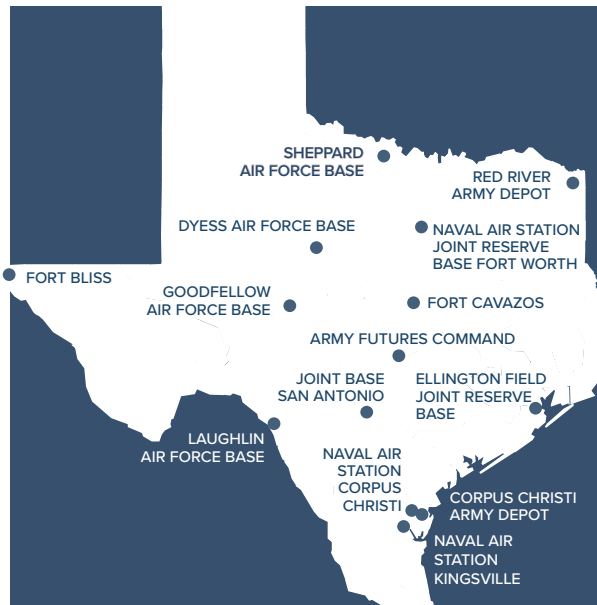 SHEPPARD
AIR FORCE BASE
RED RIVER
ARMY DEPOT
DYESS AIR FORCE BASE
NAVAL AIR STATION
JOINT RESERVE
BASE FORT WORTH
FORT BLISS
GOODFELLOW
AIR FORCE BASE
FORT CAVAZOS
ARMY FUTURES COMMAND
JOINT BASE
SAN ANTONIO
ELLINGTON FIELD
JOINT RESERVE
BASE
LAUGHLIN
AIR FORCE BASE
NAVAL AIR
STATION
CORPUS
CHRISTI
CORPUS CHRISTI
ARMY DEPOT
NAVAL AIR
STATION
KINGSVILLE